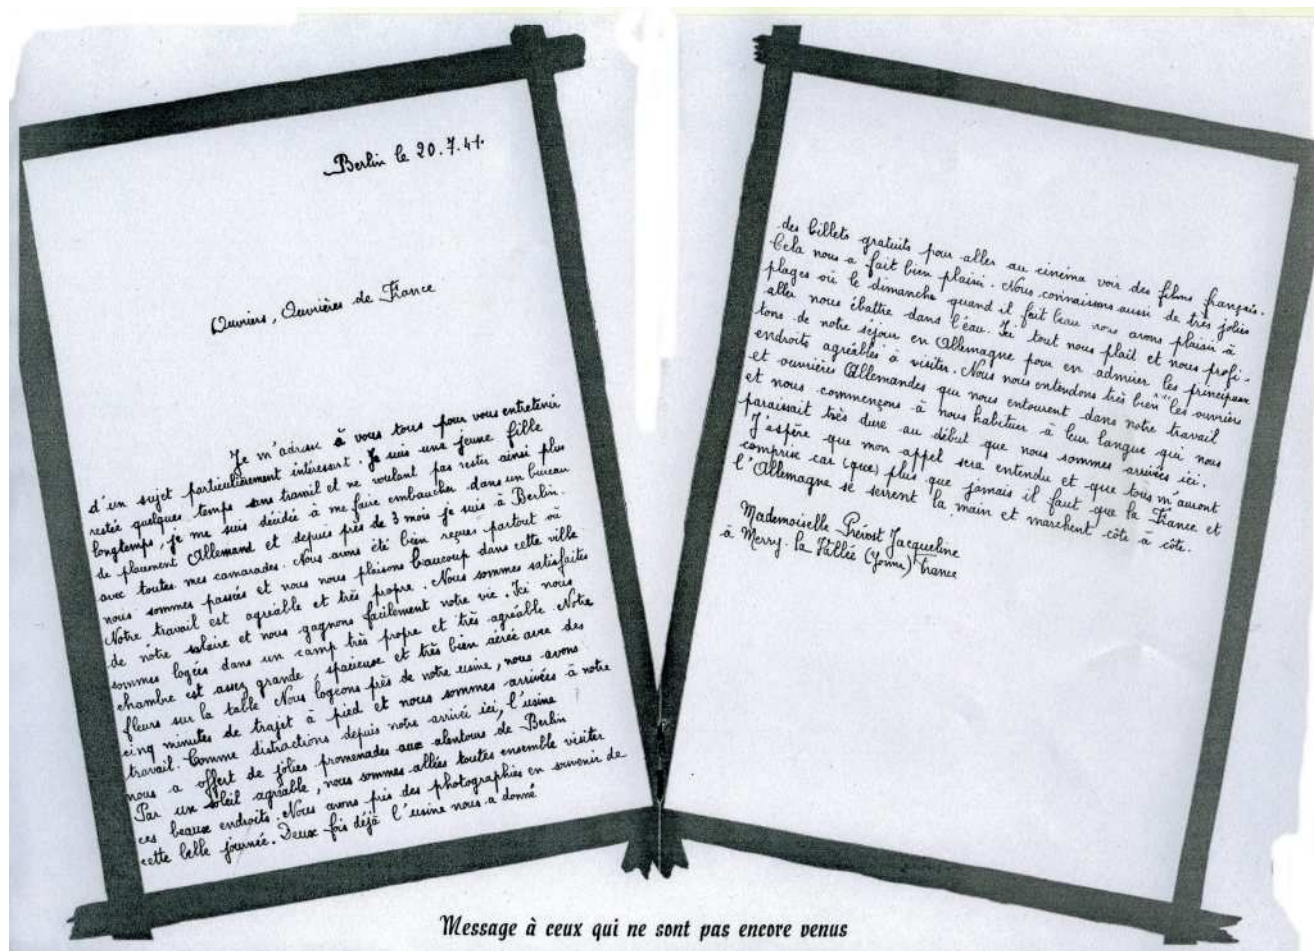 Berlin le 20.7.41.
Ouvriers, Ouvrières de France
Je m'adresse à vous tous pour vous entretenir
d'un sujet particulièrement intéressant. Je suis une jeune fille
restée quelques temps sans travail et ne voulant pas rester ainsi plus
longtemps, je me suis décidée à me faire embaucher dans un bureau
de placement Allemand et depuis près de 3 mois je suis à Berlin.
avec toutes mes camarades. Nous avons été bien reçues partout où
nous sommes passées et nous nous plaisons beaucoup dans cette ville
Notre travail est agréable et très propre. Nous sommes satisfaites
de notre salaire et nous gagnons facilement notre vie. Ici nous
sommes logées dans un camp très propre et très agréable. Notre
chambre est assez grande, spacieuse et très bien aérée avec des
fleurs sur la table. Nous logeons près de notre usine, nous avons
cinq minutes de trajet à pied et nous sommes arrivées à notre
travail. Comme distractions depuis notre arrivé ici, l'usine
nous a offert de jolies promenades aux alentours de Berlin
Par un soleil agréable, nous sommes allées toutes ensemble visiter
ces beaux endroits. Nous avons pris des photographies en souvenir de
cette belle journée. Deux fois déjà l'usine nous a donné
des billets gratuits pour aller au cinéma voir des films français.
Cela nous a fait bien plaisir. Nous connaissons aussi de très jolies
plages où le dimanche quand il fait beau nous avons plaisir à
aller nous ébattre dans l'eau. Ici tout nous plait et nous profi-
tons de notre séjour en Allemagne pour en admirer les principaux
endroits agréables à visiter. Nous nous entendons très bien avec les ouvriers
et ouvrières Allemandes que nous entourent dans notre travail
et nous commençons à nous habituer à leur langue qui nous
paraissait très dure au début que nous sommes arrivées ici.
J'espère que mon appel sera entendu et que tous m'auront
comprise car (que) plus que jamais il faut que la France et
l'Allemagne se serrent la main et marchent côte à côte.
Mademoiselle Prévost Jacqueline
à Merry-la Vallée (Yonne) France
Message à ceux qui ne sont pas encore venus